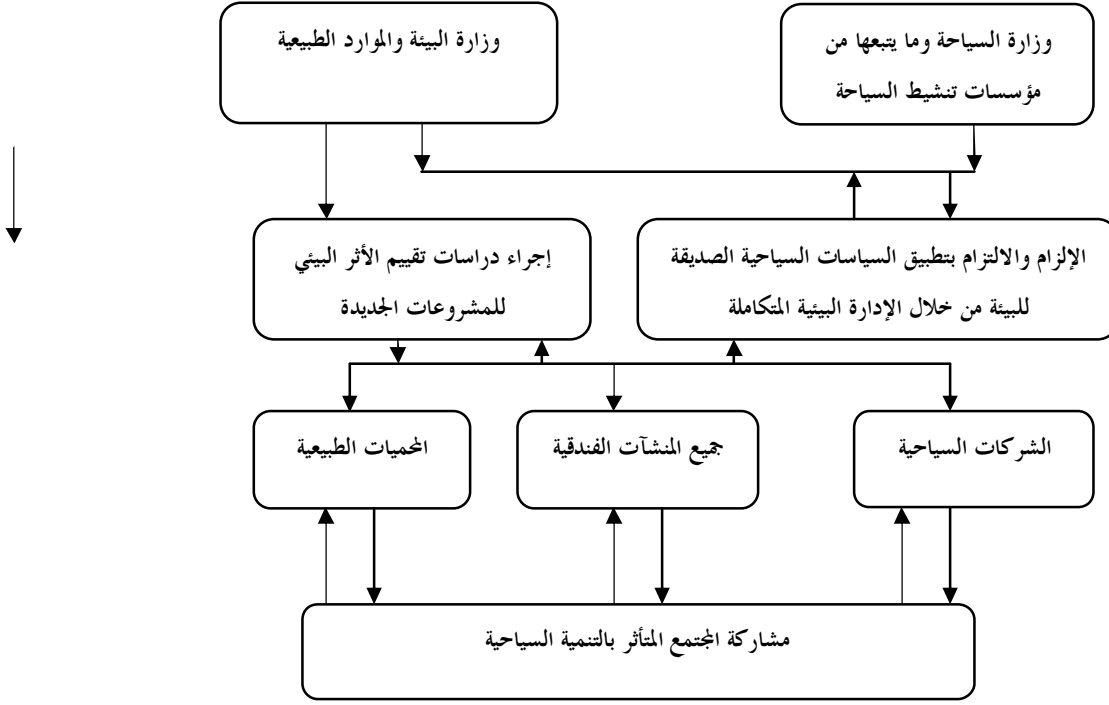 وزارة السياحة وما يتبعها من
مؤسسات تنشيط السياحة
وزارة البيئة والموارد الطبيعية
الإلزام والالتزام بتطبيق السياسات السياحية الصديقة
للبيئة من خلال الإدارة البيئية المتكاملة
إجراء دراسات تقييم الأثر البيئي
للمشروعات الجديدة
الشركات السياحية
جميع المنشآت الفندقية
المحميات الطبيعية
مشاركة المجتمع المتأثر بالتنمية السياحية